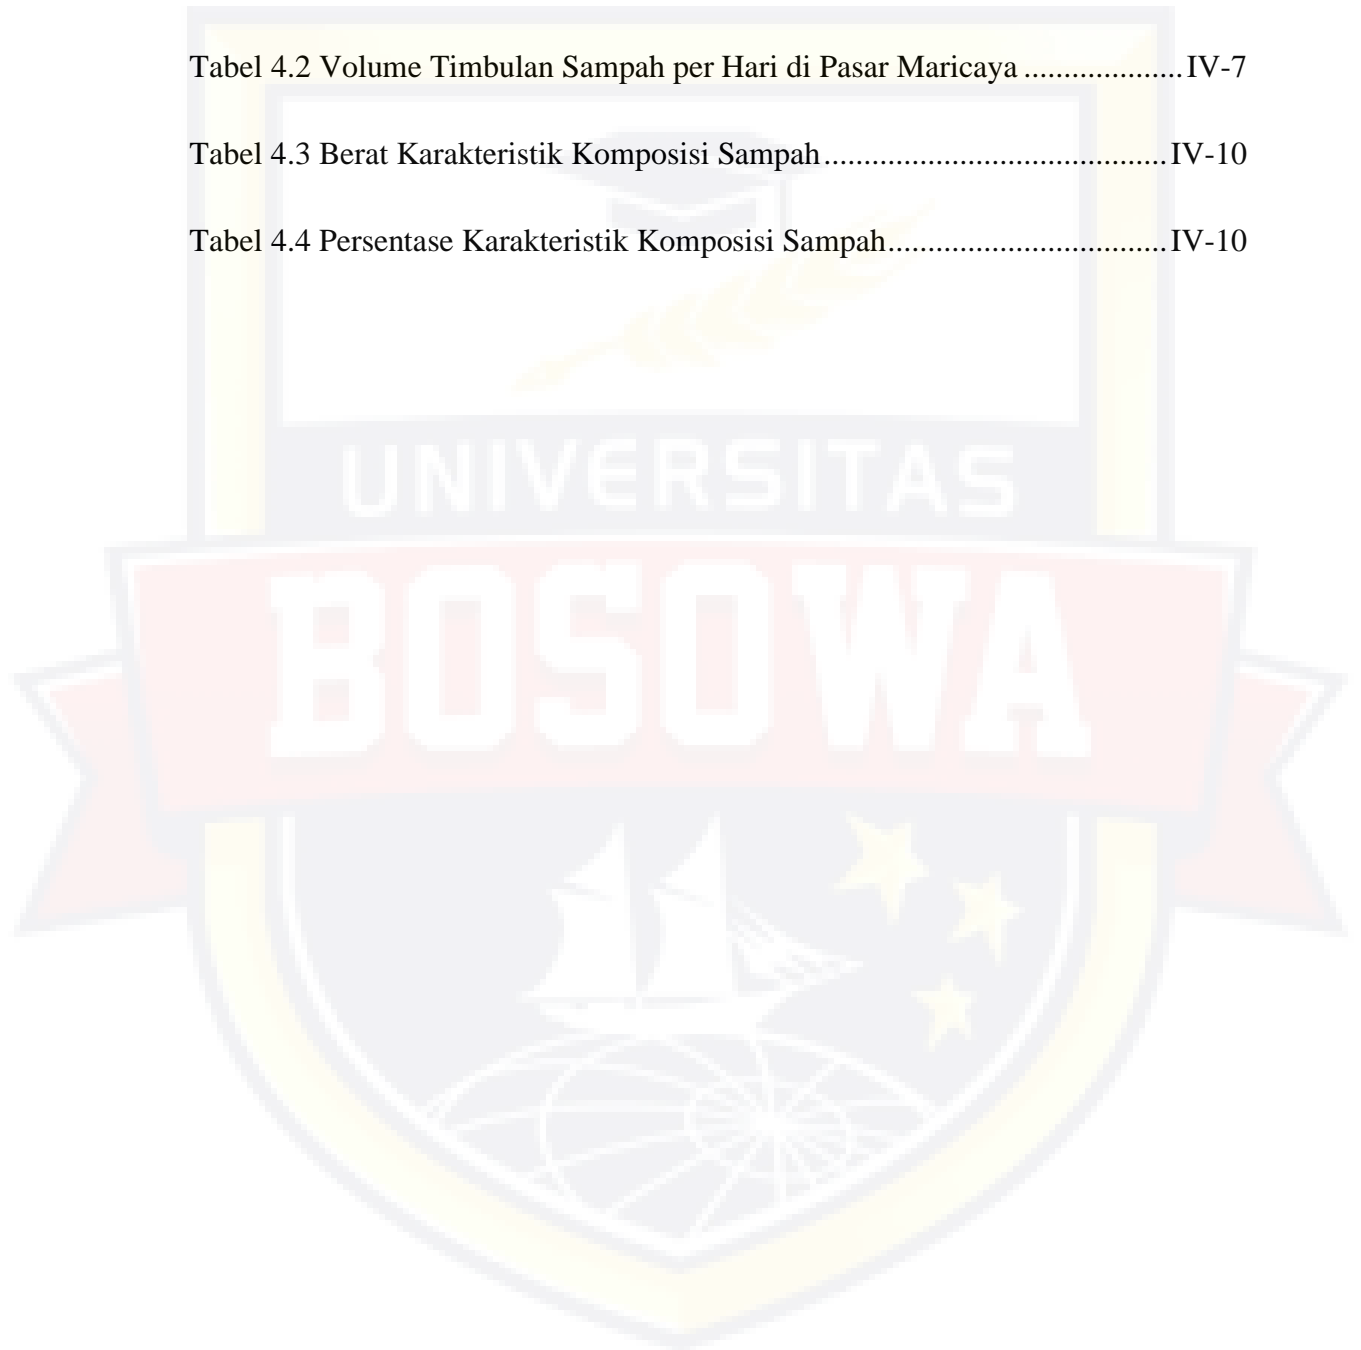 Tabel 4.2 Volume Timbulan Sampah per Hari di Pasar Maricaya ....................IV-7
Tabel 4.3 Berat Karakteristik Komposisi Sampah...........................................IV-10
Tabel 4.4 Persentase Karakteristik Komposisi Sampah...................................IV-10
UNIVERSITAS
BOSOWA